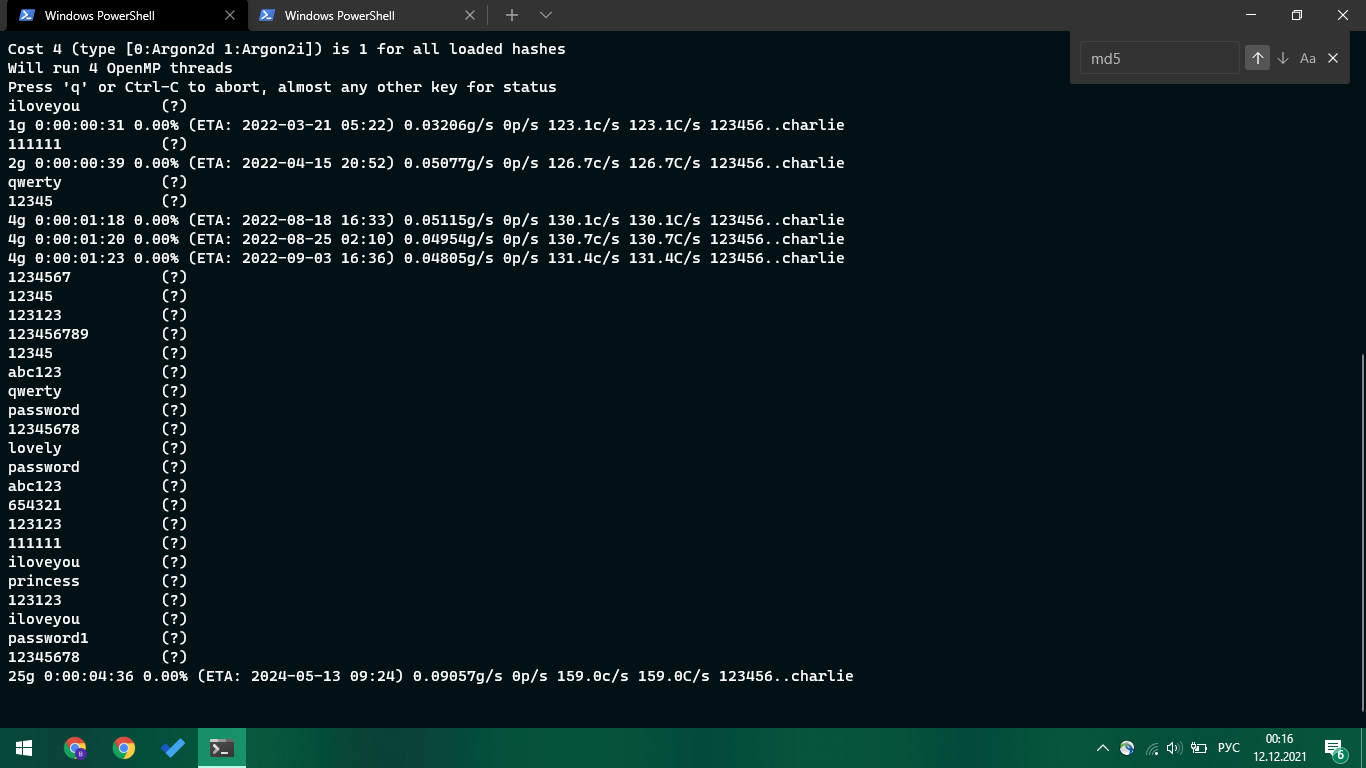 Windows PowerShell
Windows PowerShell
md5
Aa
Cost 4 (type [0:Argon2d 1:Argon2i]) is 1 for all loaded hashes
Will run 4 OpenMP threads
Press 'q' or Ctrl-C to abort, almost any other key for status
iloveyou (?)
1g 0:00:00:31 0.00% (ETA: 2022-03-21 05:22) 0.03206g/s 0p/s 123.1c/s 123.1C/s 123456..charlie
111111 (?)
2g 0:00:00:39 0.00% (ETA: 2022-04-15 20:52) 0.05077g/s 0p/s 126.7c/s 126.7C/s 123456..charlie
qwerty (?)
12345 (?)
4g 0:00:01:18 0.00% (ETA: 2022-08-18 16:33) 0.05115g/s 0p/s 130.1c/s 130.1C/s 123456..charlie
4g 0:00:01:20 0.00% (ETA: 2022-08-25 02:10) 0.04954g/s 0p/s 130.7c/s 130.7C/s 123456..charlie
4g 0:00:01:23 0.00% (ETA: 2022-09-03 16:36) 0.04805g/s 0p/s 131.4c/s 131.4C/s 123456..charlie
1234567 (?)
12345 (?)
123123 (?)
123456789 (?)
12345 (?)
abc123 (?)
qwerty (?)
password (?)
12345678 (?)
lovely (?)
password (?)
abc123 (?)
654321 (?)
123123 (?)
111111 (?)
iloveyou (?)
princess (?)
123123 (?)
iloveyou (?)
password1 (?)
12345678 (?)
25g 0:00:04:36 0.00% (ETA: 2024-05-13 09:24) 0.09057g/s 0p/s 159.0c/s 159.0C/s 123456..charlie
B
РУС
00:16
12.12.2021
6